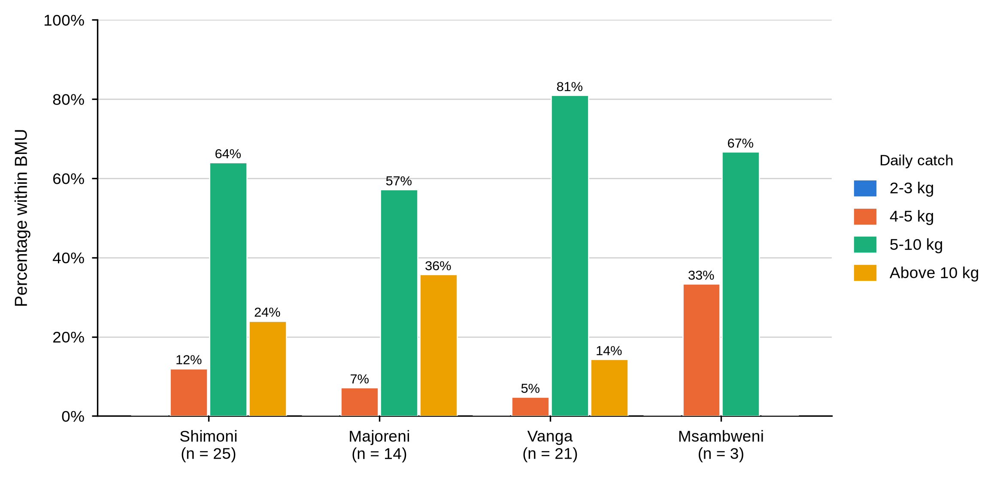 100%
80%
60%
40%
20%
0%
Percentage within BMU
12%
64%
24%
7%
57%
36%
5%
81%
14%
33%
67%
Shimoni
(n = 25)
Majoreni
(n = 14)
Vanga
(n = 21)
Msambweni
(n = 3)
Daily catch
2-3 kg
4-5 kg
5-10 kg
Above 10 kg